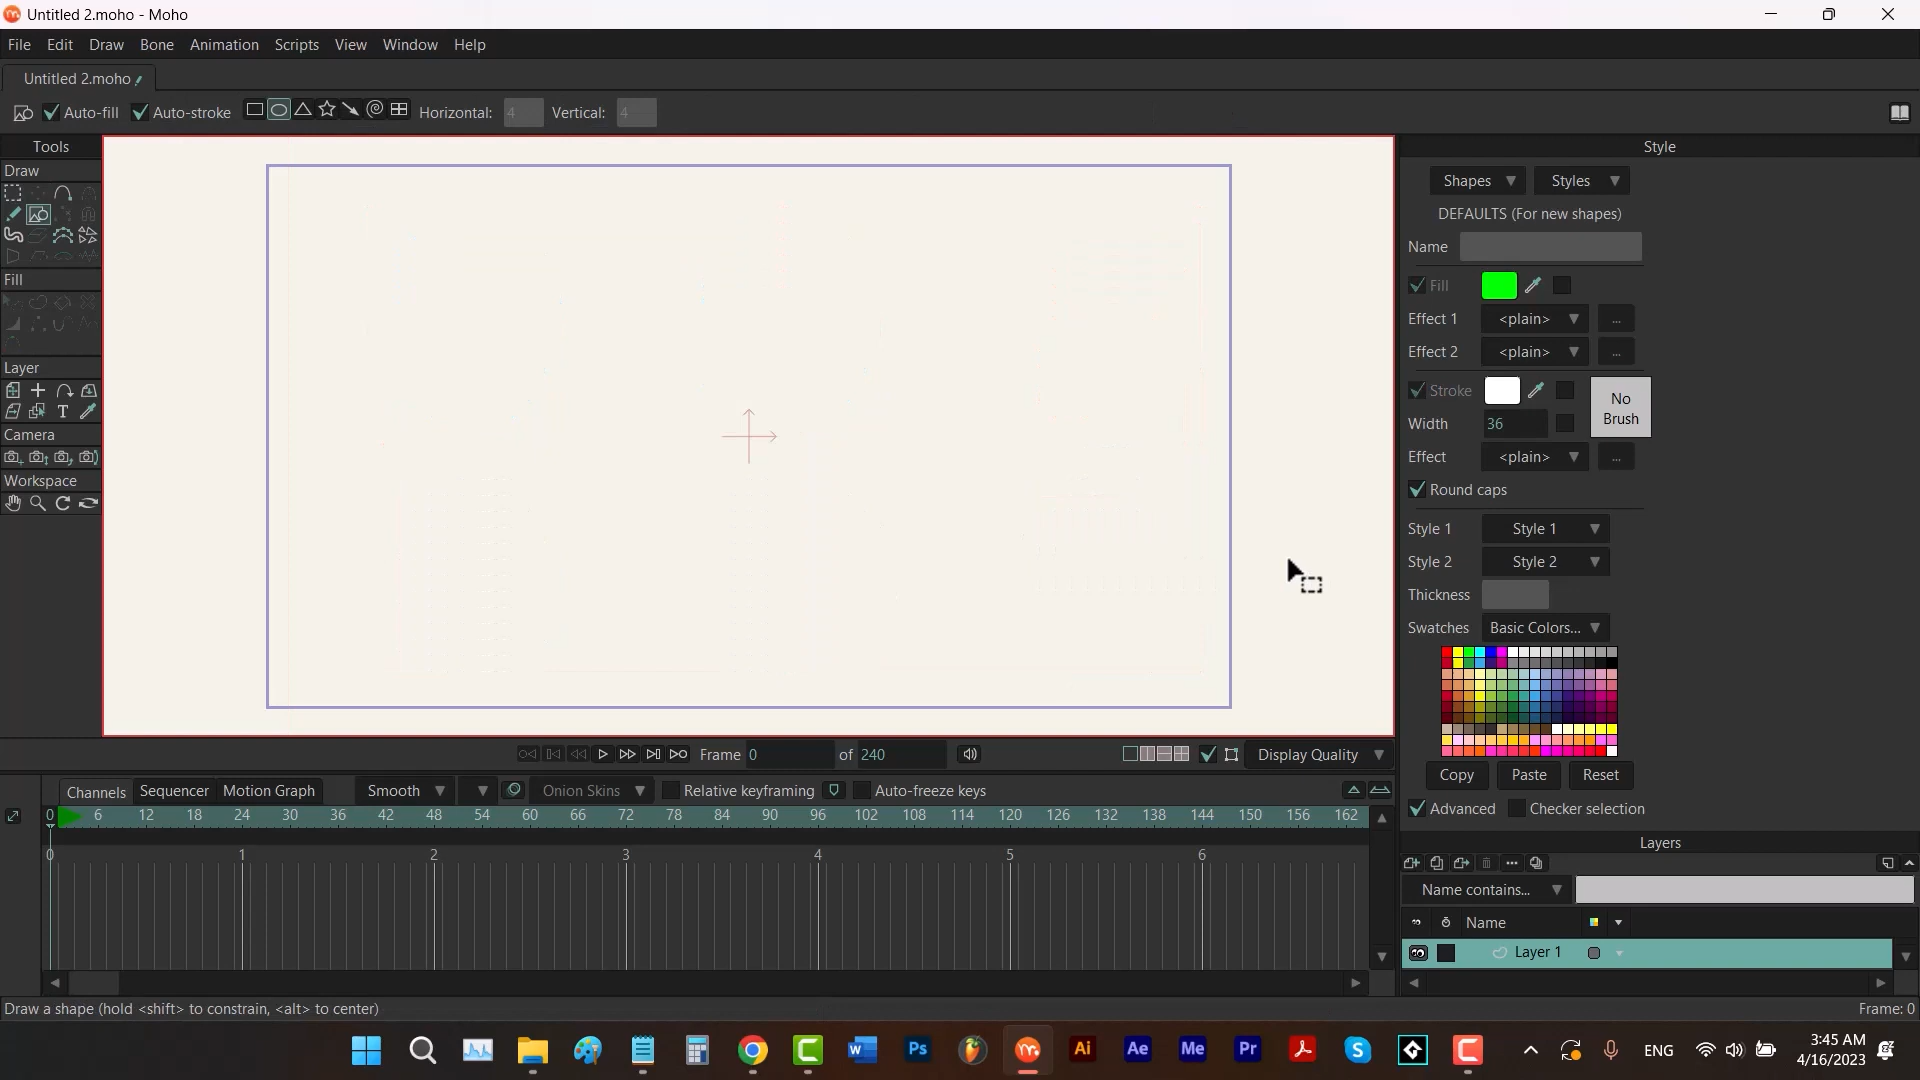 Untitled 2.moho - Moho
File Edit Draw Bone Animation Scripts View Window Help
Untitled 2.moho
Auto-fill Auto-stroke Horizontal: 4 Vertical: 4
Tools
Draw
Fill
Layer
T
Camera
Workspace
Style
Shapes Styles
DEFAULTS (For new shapes)
Name
Fill
Effect 1 <plain> ...
Effect 2 <plain> ...
Stroke No Brush
Width 36
Effect <plain> ...
Round caps
Style 1 Style 1
Style 2 Style 2
Thickness
Swatches Basic Colors...
Copy Paste Reset
Advanced Checker selection
Frame 0 of 240 Display Quality
Channels Sequencer Motion Graph Smooth Onion Skins Relative keyframing Auto-freeze keys
0 6 12 18 24 30 36 42 48 54 60 66 72 78 84 90 96 102 108 114 120 126 132 138 144 150 156 162
0 1 2 3 4 5 6
Layers
Name contains...
Name
Layer 1
Draw a shape (hold <shift> to constrain, <alt> to center) Frame: 0
W Ps Ai Ae Me Pr S ENG 3:45 AM
4/16/2023